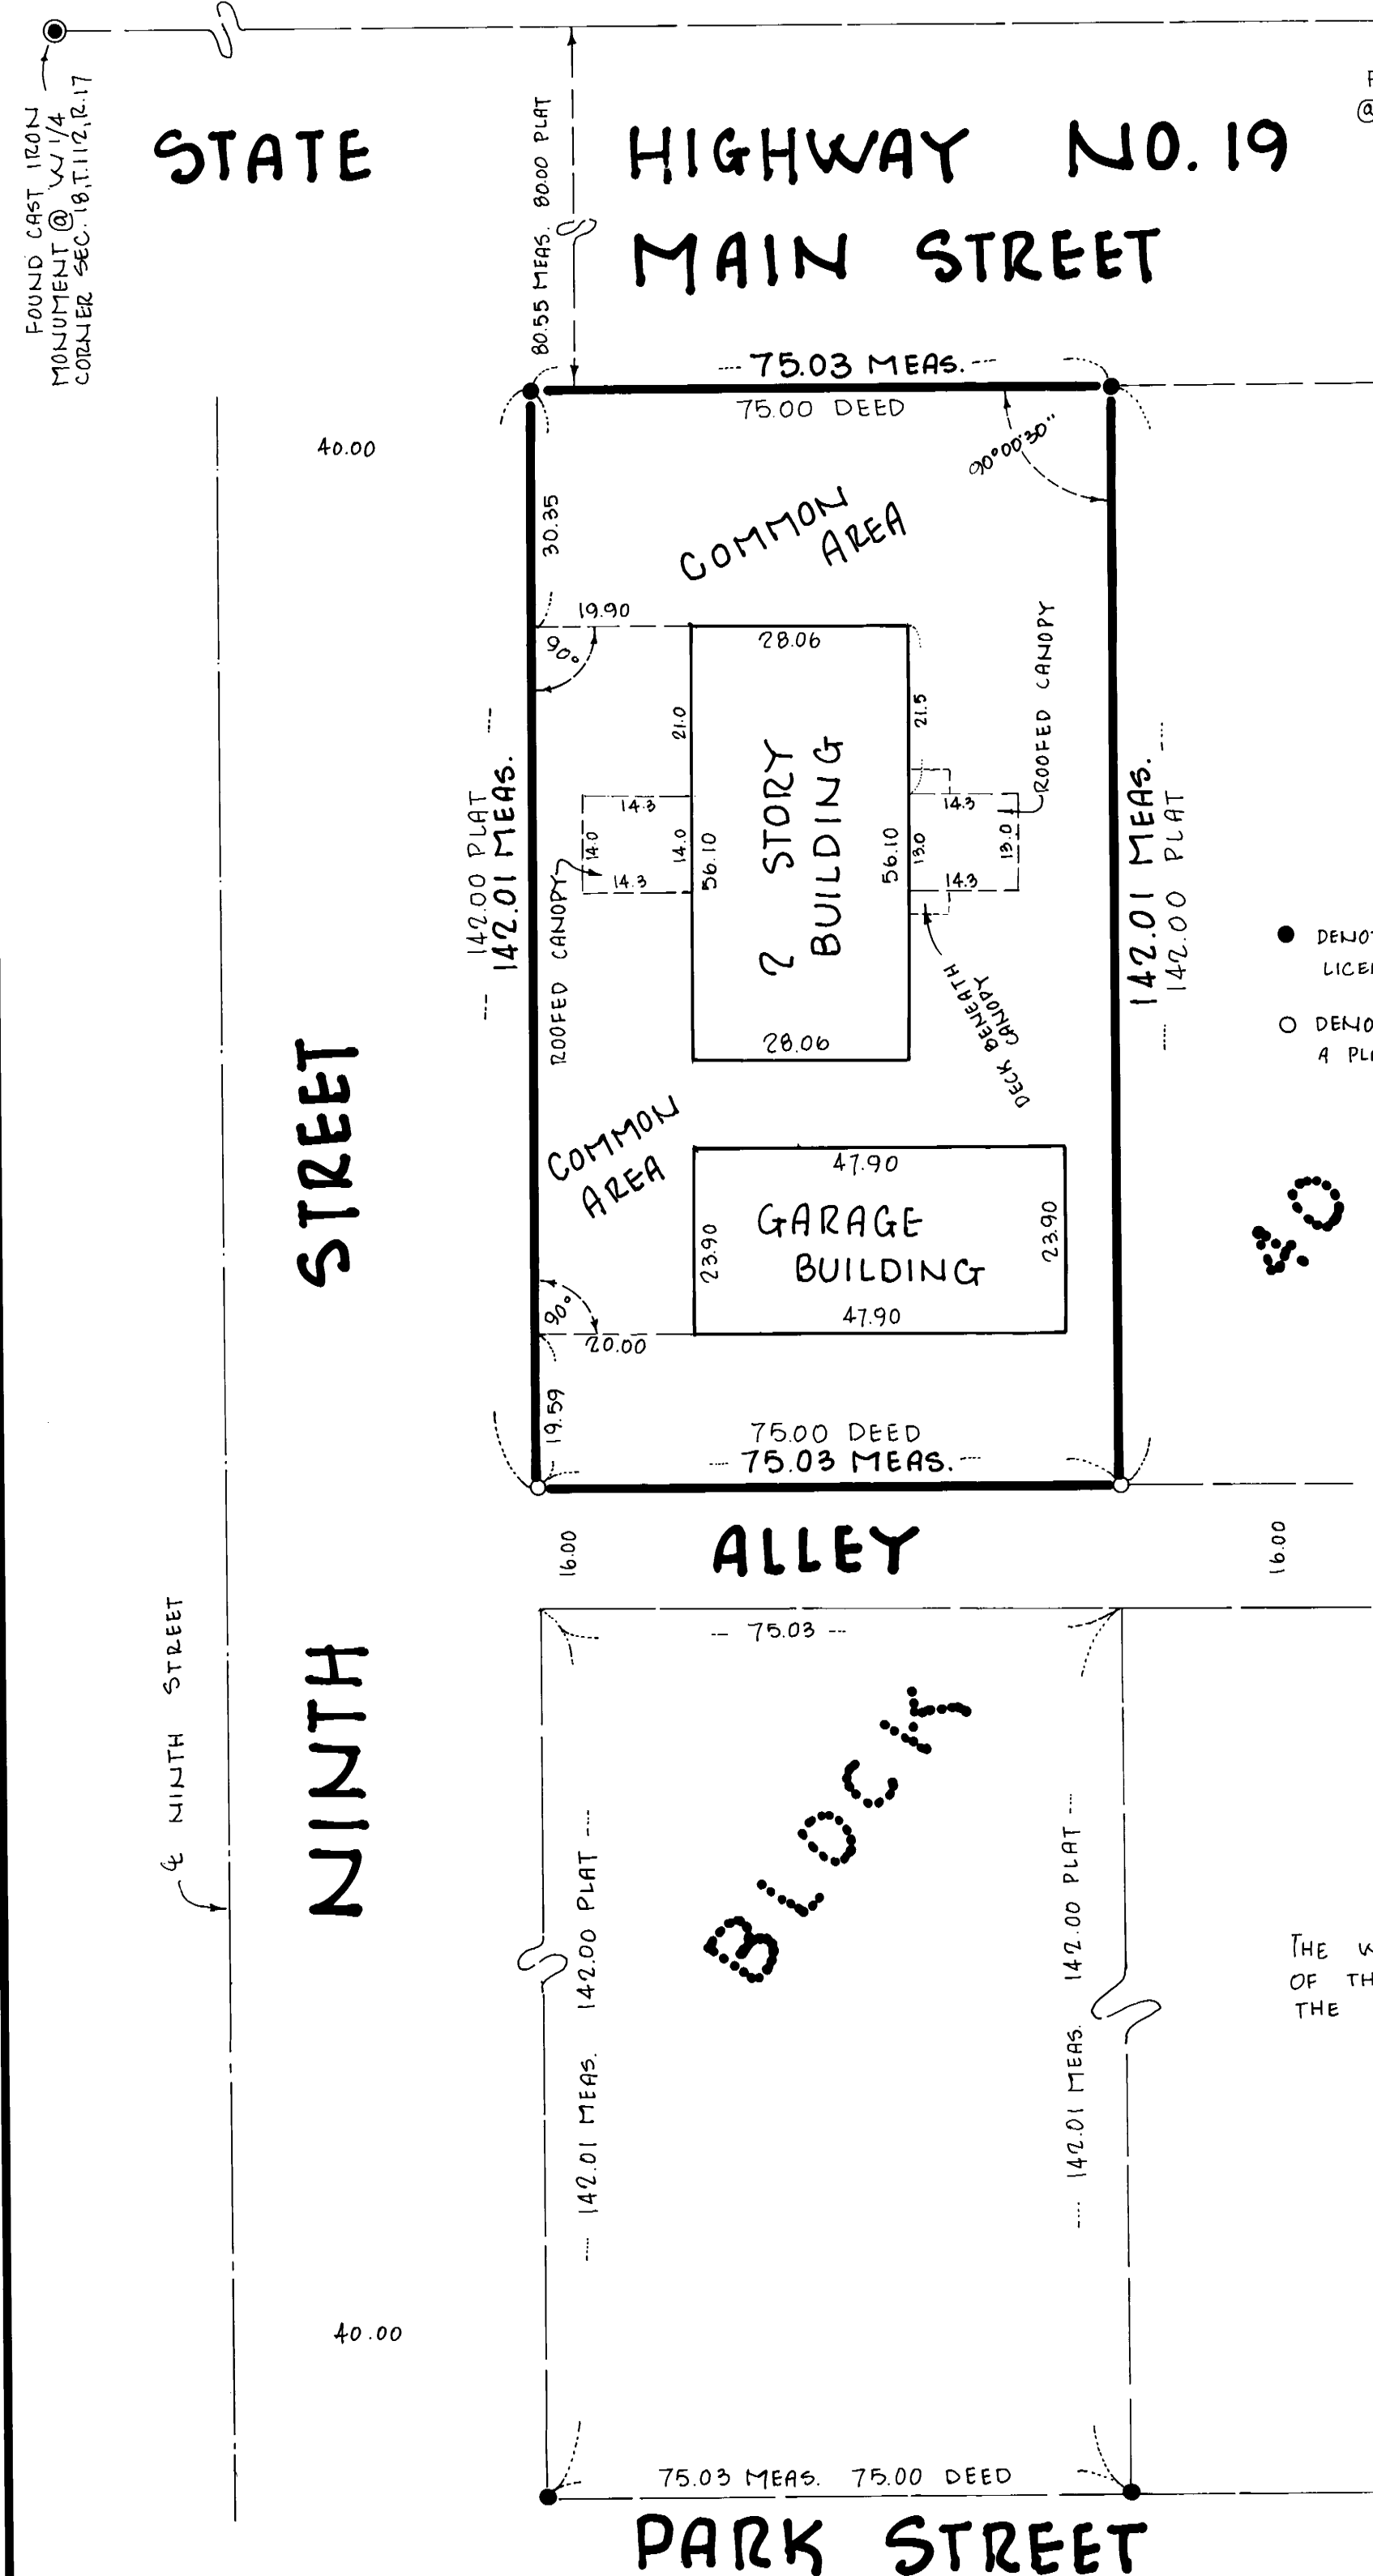 FOUND CAST IRON
MONUMENT @ W 1/4
CORNER SEC. 18, T.112, R.17
STATE HIGHWAY NO. 19
MAIN STREET
80.55 MEAS. 80.00 PLAT
@
--- 75.03 MEAS. ---
75.00 DEED
40.00
90°00'30"
30.35
COMMON
AREA
19.90
90°
28.06
21.0
21.5
ROOFED CANOPY
2 STORY
BUILDING
14.3
14.0
14.3
14.0
56.10
56.10
14.3
13.0
13.0
14.3
ROOFED CANOPY
--- 142.00 PLAT ---
142.01 MEAS.
142.01 MEAS.
--- 142.00 PLAT ---
DECK BENEATH
CANOPY
28.06
COMMON
AREA
47.90
GARAGE
BUILDING
23.90
23.90
47.90
90°
20.00
19.59
75.00 DEED
--- 75.03 MEAS. ---
NINTH STREET
16.00
ALLEY
16.00
-- 75.03 --
℄ NINTH STREET
BLOCK 40
--- 142.01 MEAS. 142.00 PLAT ---
--- 142.01 MEAS. 142.00 PLAT ---
40.00
75.03 MEAS. 75.00 DEED
PARK STREET
THE
OF
THE
A